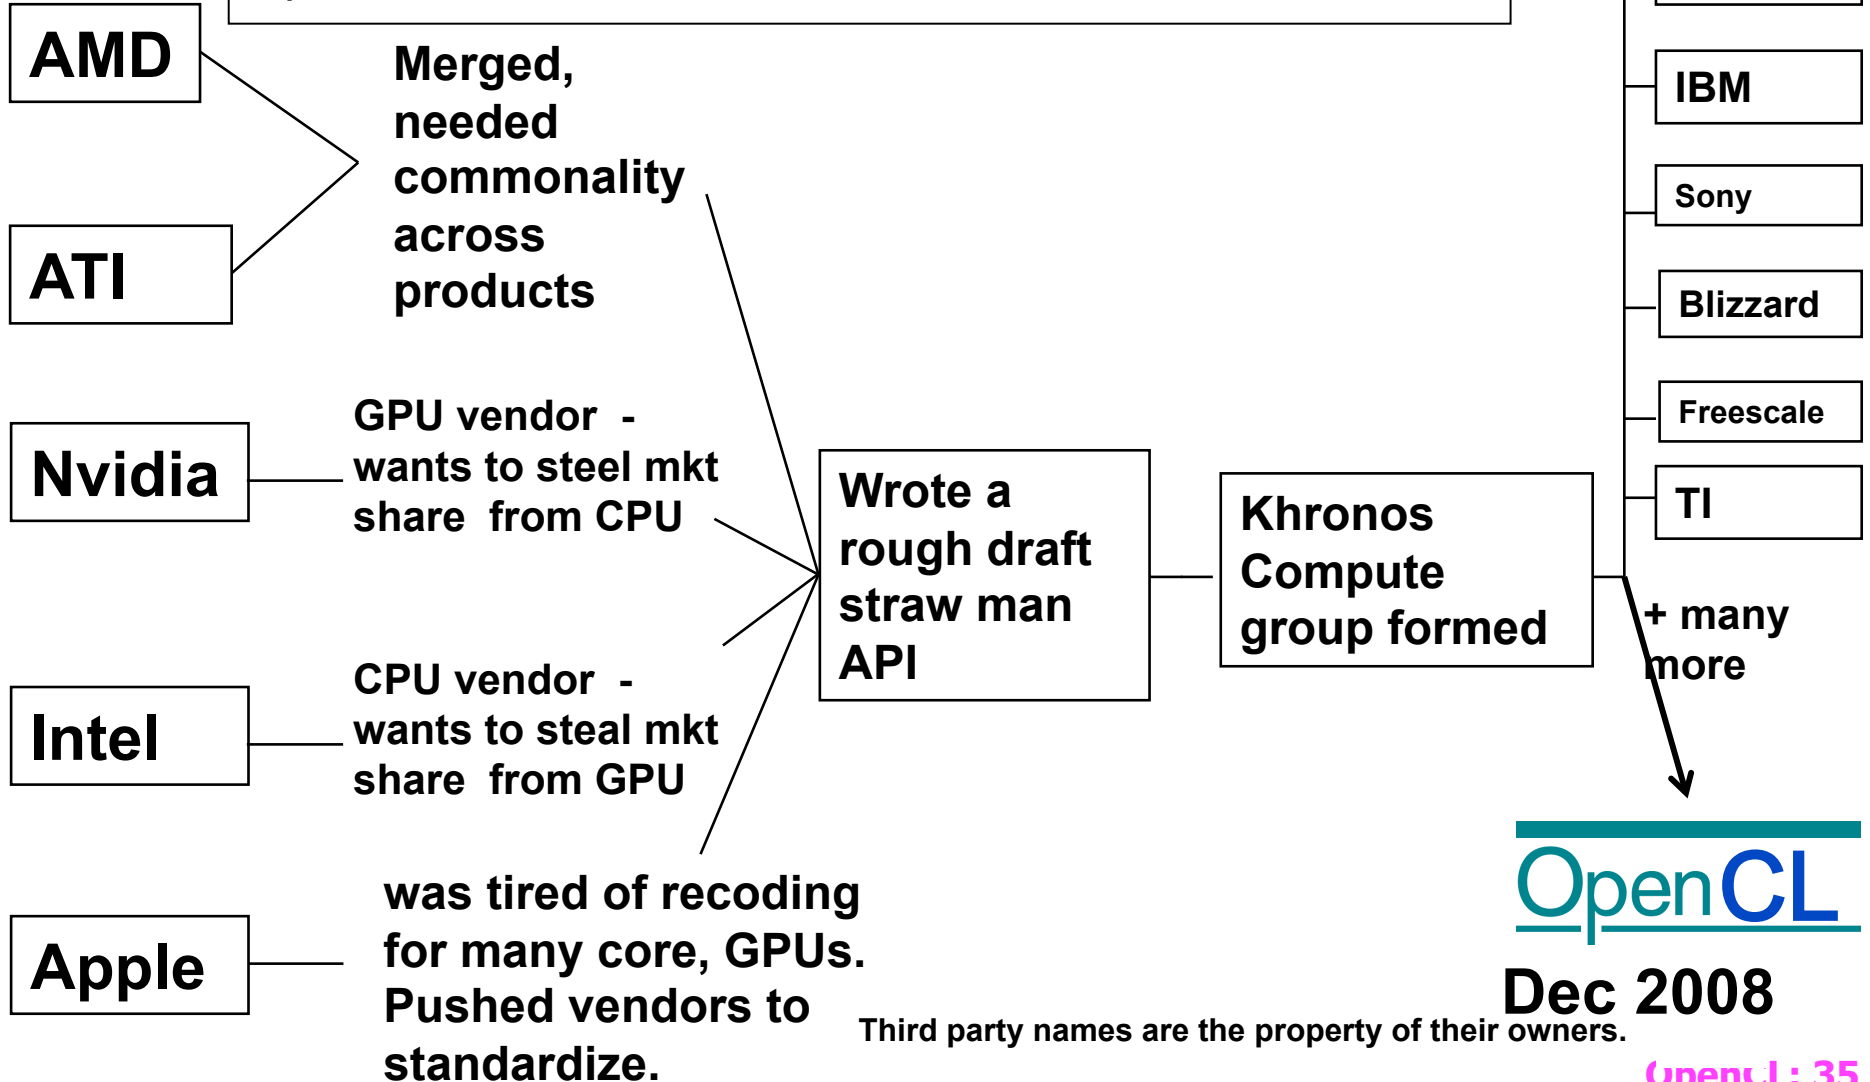 AMD
ATI
Merged,
needed
commonality
across
products
Nvidia
GPU vendor -
wants to steel mkt
share from CPU
Intel
CPU vendor -
wants to steal mkt
share from GPU
Apple
was tired of recoding
for many core, GPUs.
Pushed vendors to
standardize.
Wrote a
rough draft
straw man
API
Khronos
Compute
group formed
IBM
Sony
Blizzard
Freescale
TI
+ many
more
OpenCL
Dec 2008
Third party names are the property of their owners.
OpenCL: 35